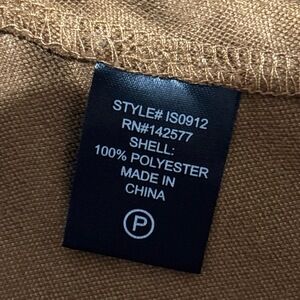 STYLE# IS0912
RN#142577
SHELL:
100% POLYESTER
MADE IN
CHINA
P